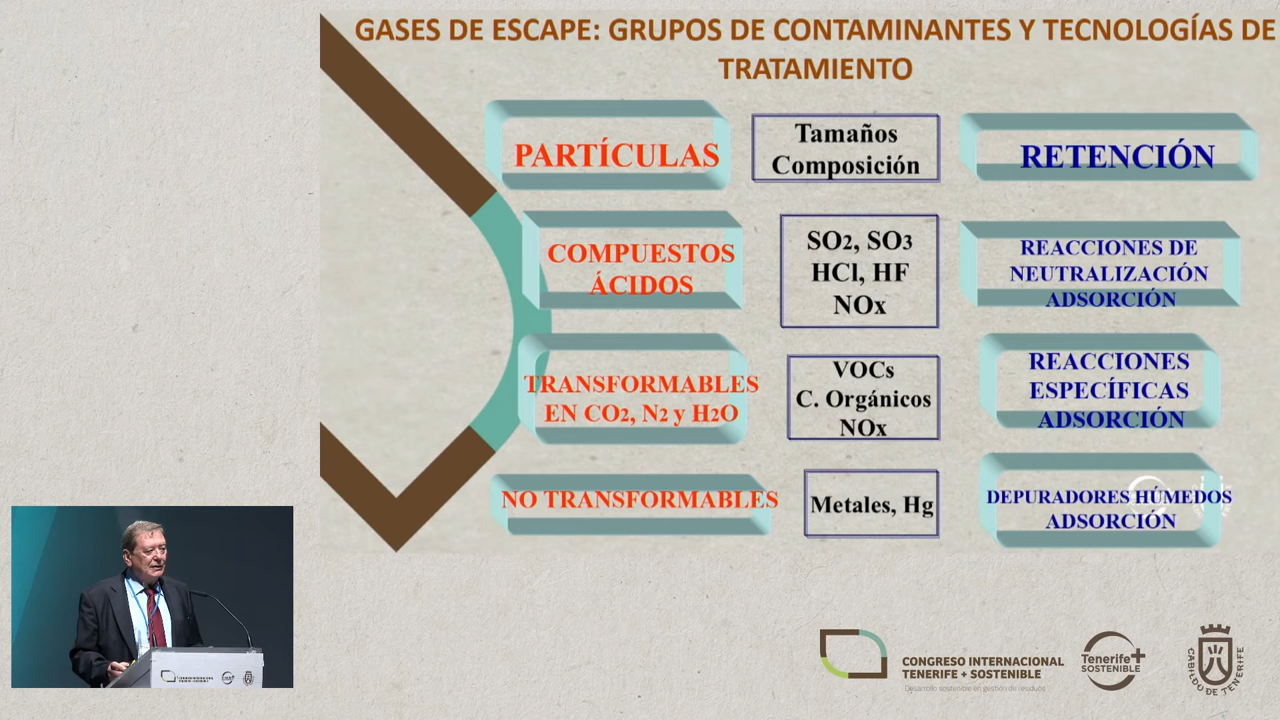 GASES DE ESCAPE: GRUPOS DE CONTAMINANTES Y TECNOLOGÍAS DE
TRATAMIENTO
PARTÍCULAS
Tamaños
Composición
RETENCIÓN
COMPUESTOS
ÁCIDOS
SO2, SO3
HCl, HF
NOx
REACCIONES DE
NEUTRALIZACIÓN
ADSORCIÓN
TRANSFORMABLES
EN CO2, N2 y H2O
VOCs
C. Orgánicos
NOx
REACCIONES
ESPECÍFICAS
ADSORCIÓN
NO TRANSFORMABLES
Metales, Hg
DEPURADORES HÚMEDOS
ADSORCIÓN
CONGRESO INTERNACIONAL
TENERIFE + SOSTENIBLE
Desarrollo sostenible en gestión de residuos
Tenerife+
SOSTENIBLE
CABILDO DE TENERIFE